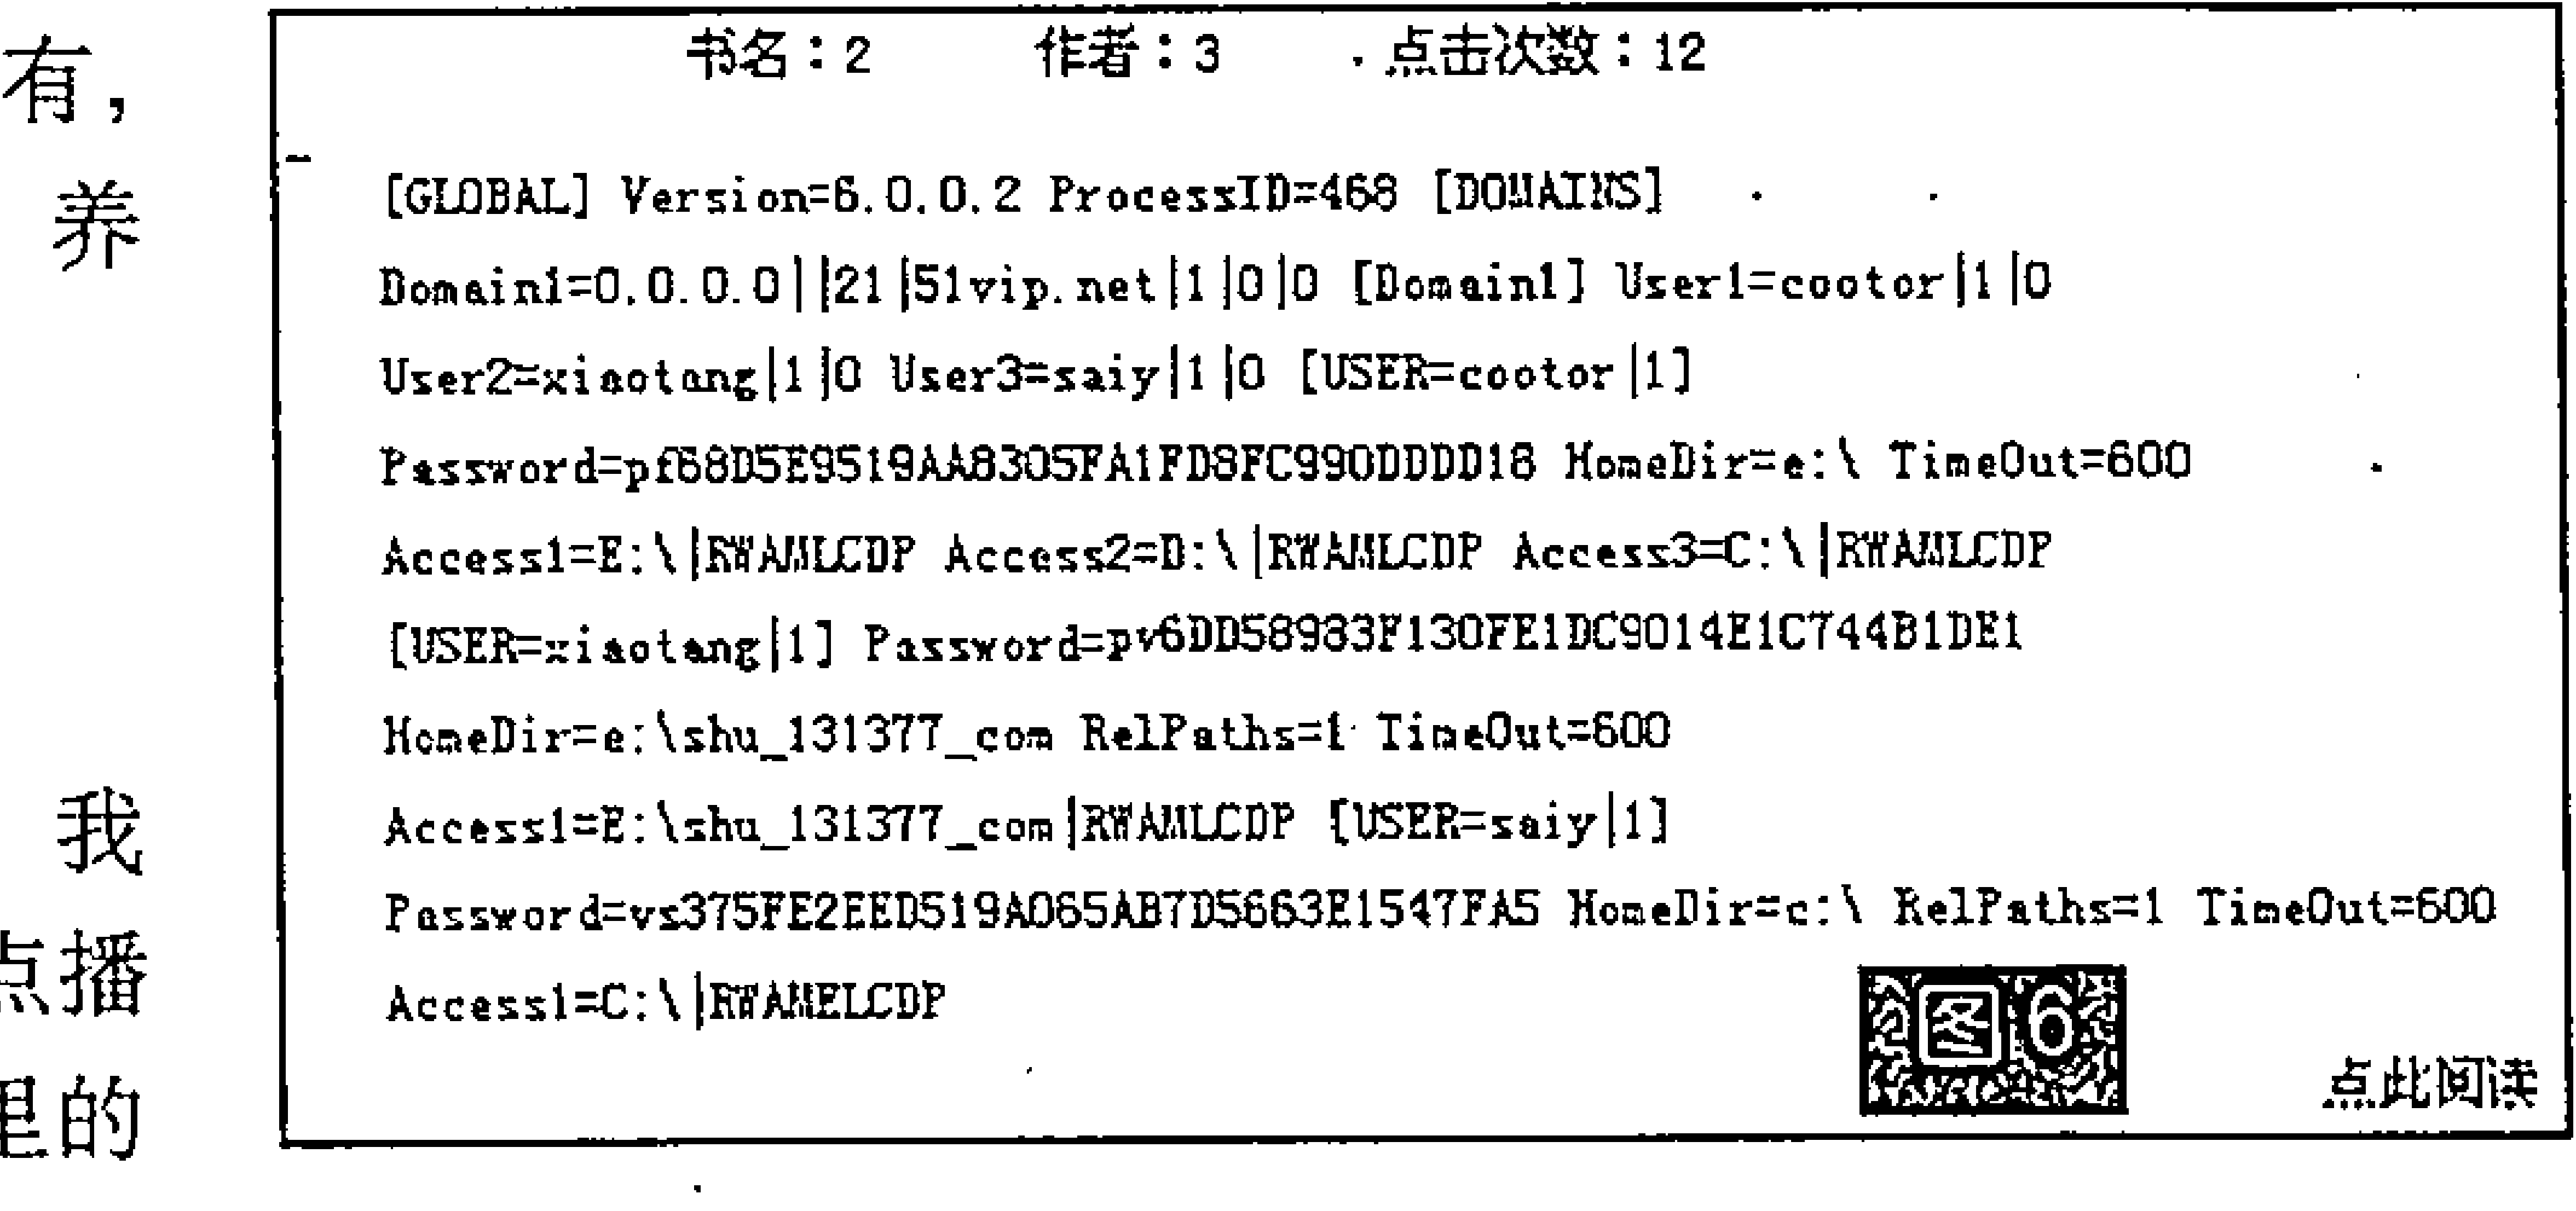 有,
养
我
点播
里的
书名：2 作者：3 点击次数：12
[GLOBAL] Version=6.0.0.2 ProcessID=468 [DOMAINS]
Domain1=0.0.0.0||21|51vip.net|1|0|0 [Domain1] User1=cootor|1|0
User2=xiaotang|1|0 User3=saiy|1|0 [USER=cootor|1]
Password=pf68D5E9519AA8305FA1FD8FC990DDDD18 HomeDir=e:\ TimeOut=600
Access1=E:\|RWAMLCDP Access2=D:\|RWAMLCDP Access3=C:\|RWAMLCDP
[USER=xiaotang|1] Password=pv6DD58983F130FE1DC9014E1C744B1DE1
HomeDir=e:\shu_131377_com RelPaths=1 TimeOut=600
Access1=E:\shu_131377_com|RWAMLCDP [USER=saiy|1]
Password=vs375FE2EED519A065AB7D5663E1547FA5 HomeDir=c:\ RelPaths=1 TimeOut=600
Access1=C:\|RWAMELCDP
图6
点此阅读